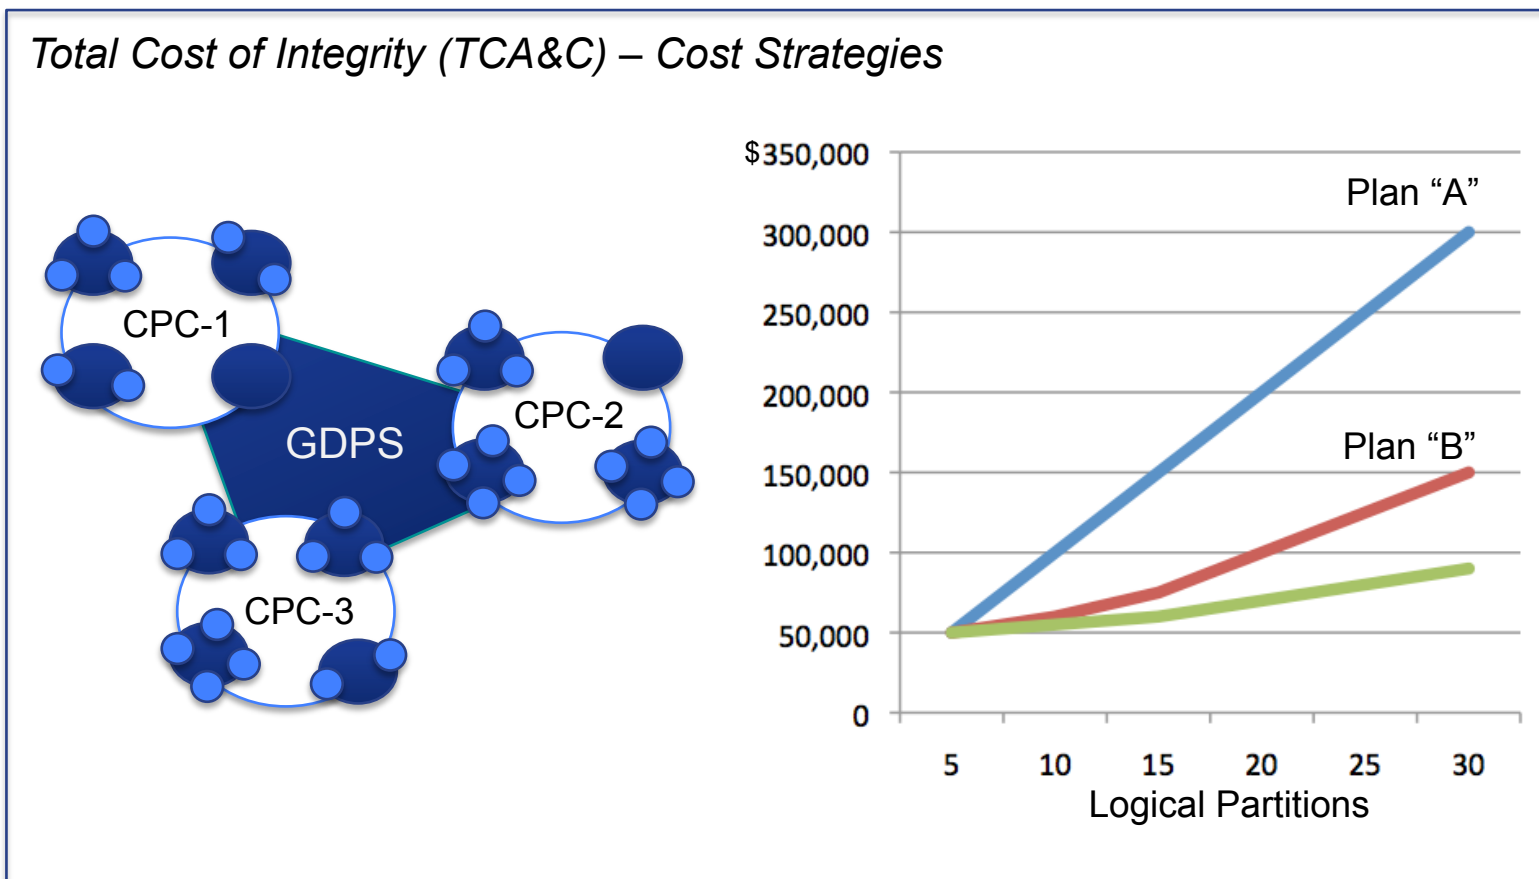 Total Cost of Integrity (TCA&C) – Cost Strategies
CPC-1
CPC-2
GDPS
CPC-3
$350,000
300,000
250,000
200,000
150,000
100,000
50,000
0
Plan “A”
Plan “B”
5 10 15 20 25 30
Logical Partitions